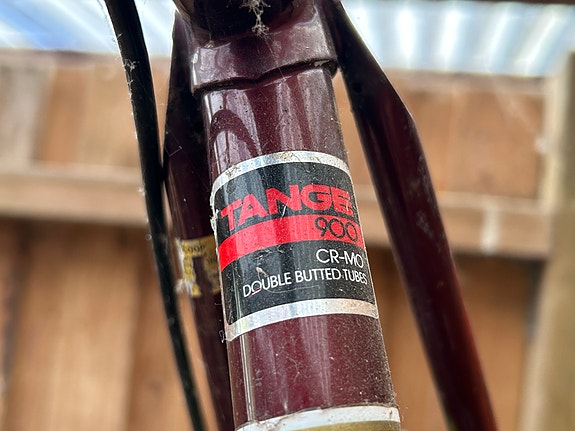 TANGE
900
CR-MO
DOUBLE BUTTED TUBES